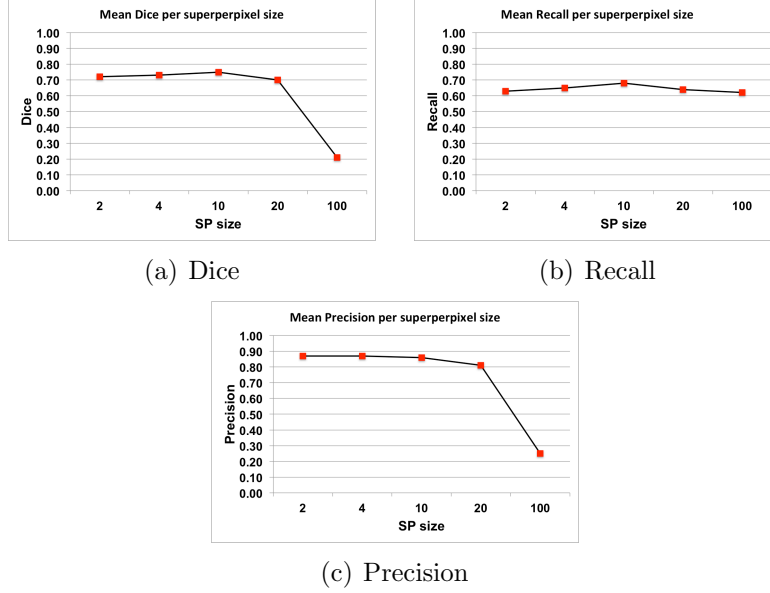 Mean Dice per superperpixel size
1.00
0.90
0.80
0.70
0.60
0.50
0.40
0.30
0.20
0.10
0.00
Dice
2 4 10 20 100
SP size
(a) Dice
Mean Recall per superperpixel size
1.00
0.90
0.80
0.70
0.60
0.50
0.40
0.30
0.20
0.10
0.00
Recall
2 4 10 20 100
SP size
(b) Recall
Mean Precision per superperpixel size
1.00
0.90
0.80
0.70
0.60
0.50
0.40
0.30
0.20
0.10
0.00
Precision
2 4 10 20 100
SP size
(c) Precision